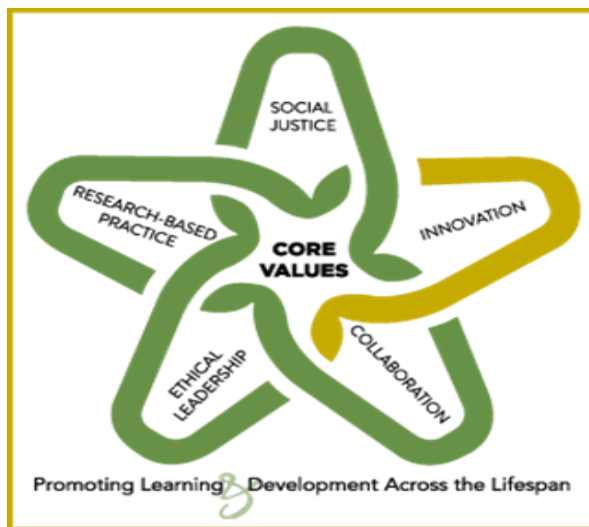 SOCIAL
JUSTICE
RESEARCH-BASED
PRACTICE
INNOVATION
CORE
VALUES
ETHICAL
LEADERSHIP
COLLABORATION
Promoting Learning & Development Across the Lifespan